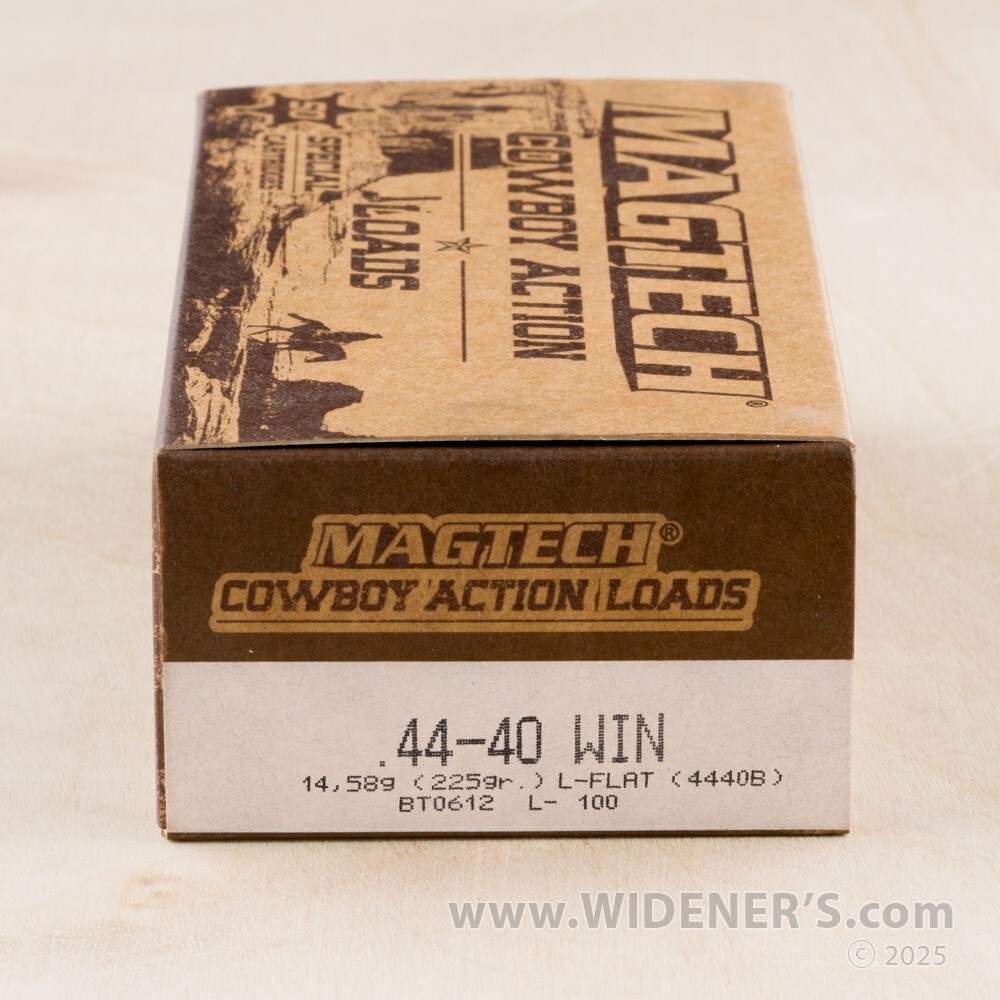 MAGTECH®
COWBOY ACTION
LOADS
50
SPECIAL
CARTRIDGES
MAGTECH®
COWBOY ACTION LOADS
.44-40 WIN
14,58g (225gr.) L-FLAT (4440B)
BT0612 L- 100
www.WIDENER'S.com
© 2025